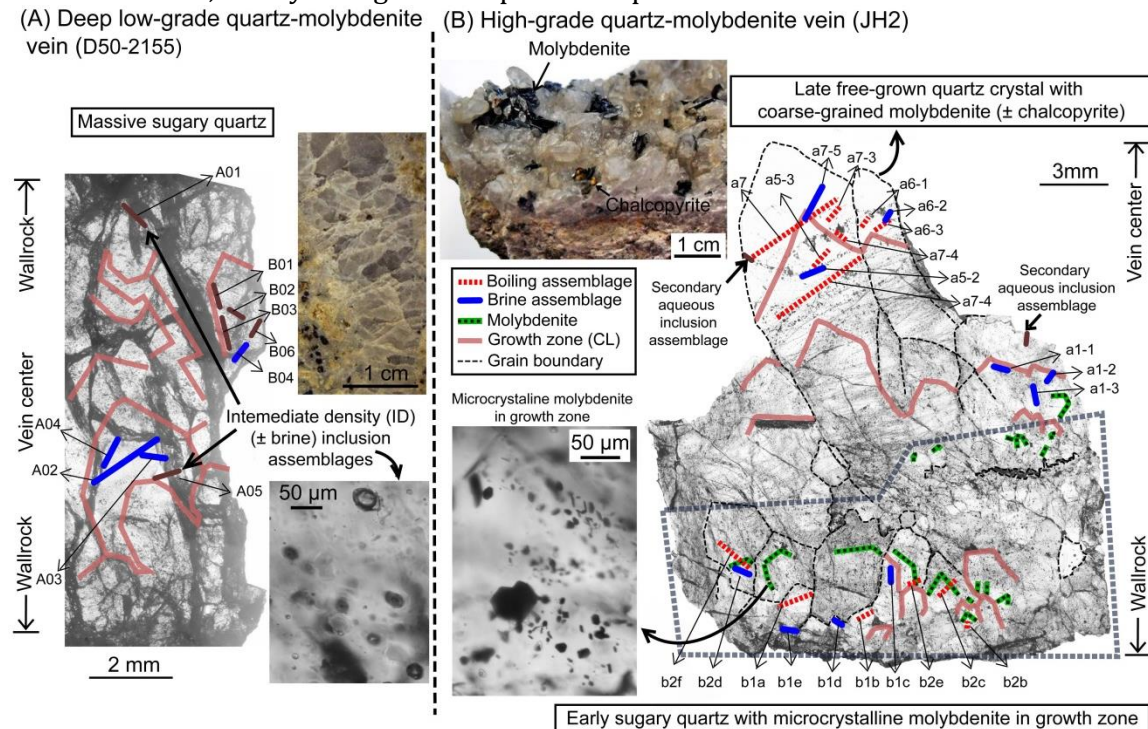 (A) Deep low-grade quartz-molybdenite
vein (D50-2155)
Massive sugary quartz
A01
Wallrock
B01
B02
B03
B06
B04
1 cm
Vein center
A04
A02
Intemediate density (ID)
(± brine) inclusion
assemblages
A05
50 µm
Wallrock
A03
2 mm
(B) High-grade quartz-molybdenite vein (JH2)
Molybdenite
Chalcopyrite
1 cm
Late free-grown quartz crystal with
coarse-grained molybdenite (± chalcopyrite)
a7-5
a7-3
a7
a5-3
a6-1
a6-2
a6-3
a7-4
a5-2
a7-4
3mm
Vein center
Boiling assemblage
Brine assemblage
Molybdenite
Growth zone (CL)
Grain boundary
Secondary
aqueous
inclusion
assemblage
Secondary
aqueous inclusion
assemblage
a1-1
a1-2
a1-3
Microcrystaline molybdenite
in growth zone
50 µm
Wallrock
b2f
b2d
b1a
b1e
b1d
b1b
b1c
b2e
b2c
b2b
Early sugary quartz with microcrystalline molybdenite in growth zone